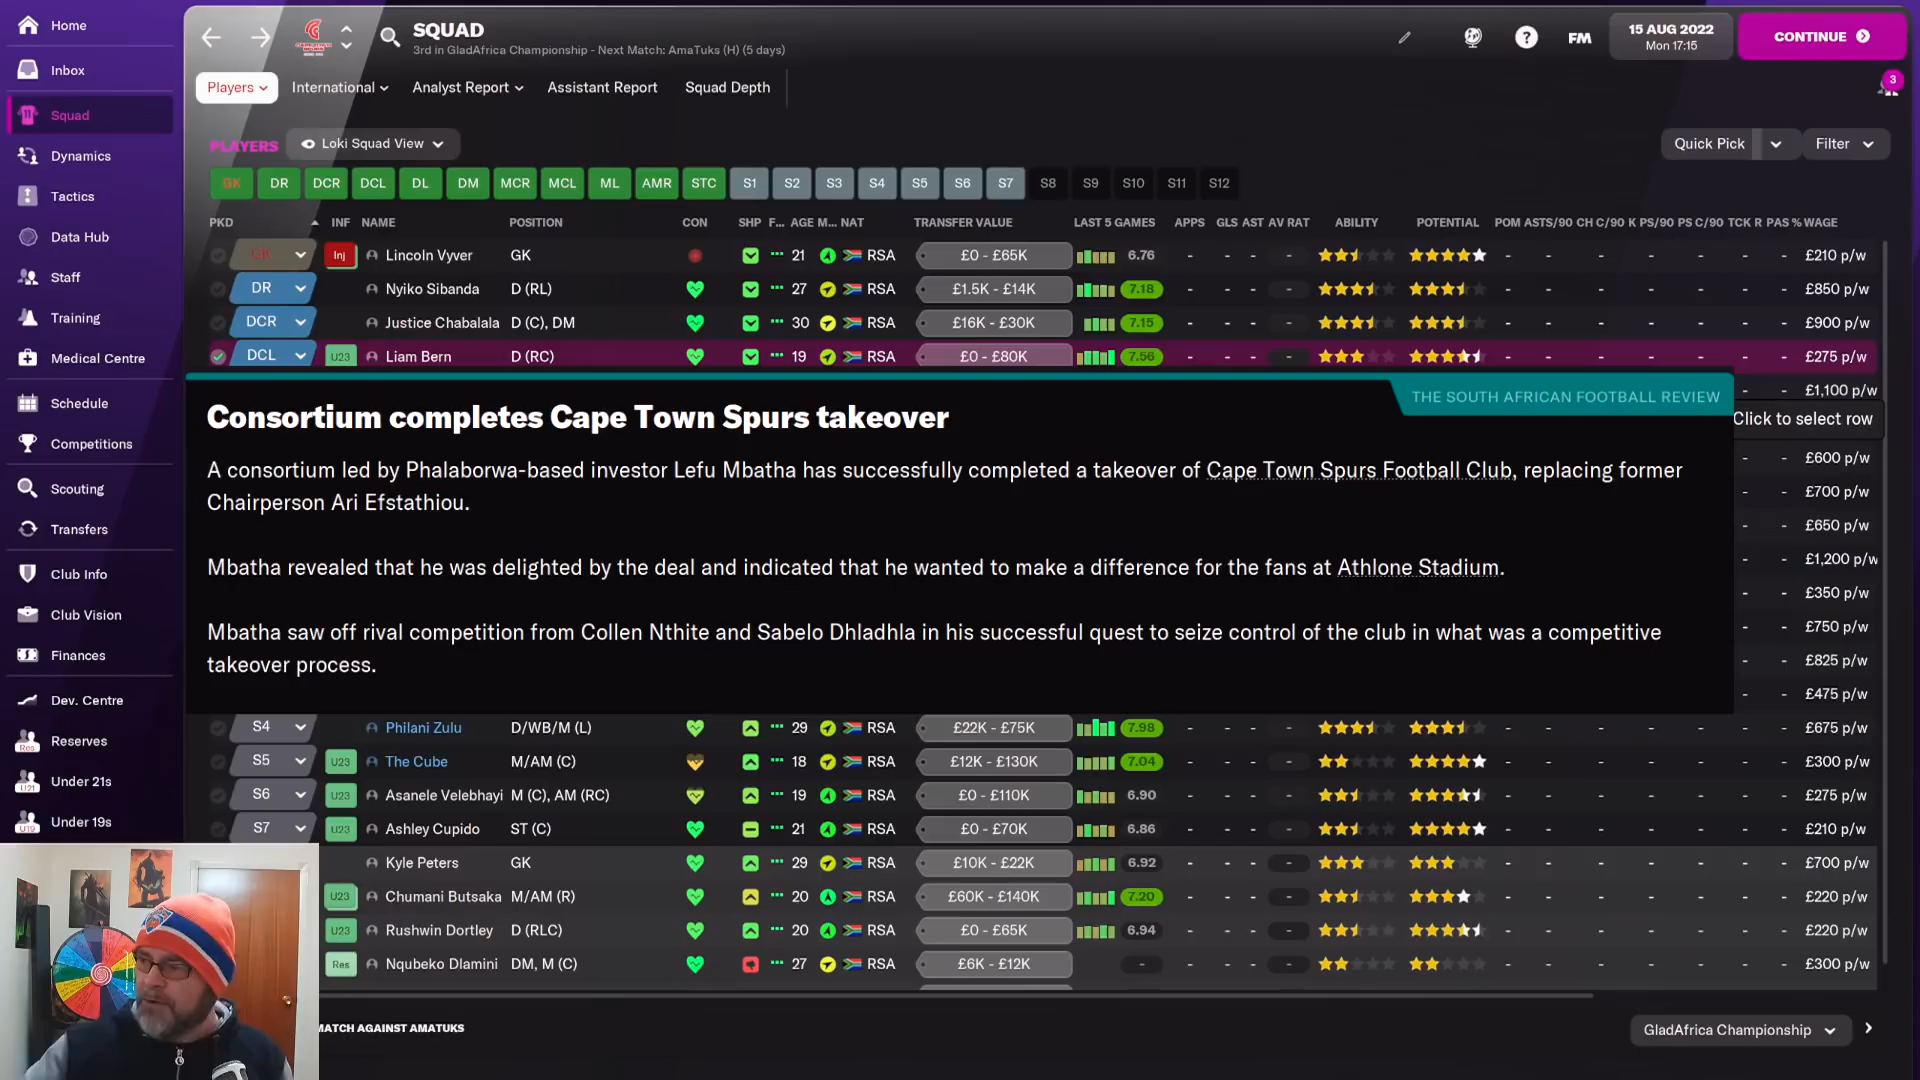 Home
SQUAD
3rd in GladAfrica Championship - Next Match: AmaTuks (H) (5 days)
FM
15 AUG 2022
Mon 17:15
CONTINUE
3
Inbox
Squad
Dynamics
Tactics
Data Hub
Staff
Training
Medical Centre
Schedule
Competitions
Scouting
Transfers
Club Info
Club Vision
Finances
Dev. Centre
Reserves
Under 21s
Under 19s
Players International Analyst Report Assistant Report Squad Depth
PLAYERS Loki Squad View Quick Pick Filter
GK DR DCR DCL DL DM MCR MCL ML AMR STC S1 S2 S3 S4 S5 S6 S7 S8 S9 S10 S11 S12
PKD INF NAME POSITION CON SHP F... AGE M... NAT TRANSFER VALUE LAST 5 GAMES APPS GLS AST AV RAT ABILITY POTENTIAL POM ASTS/90 CH C/90 K PS/90 PS C/90 TCK R PAS % WAGE
GK Inj Lincoln Vyver GK 21 RSA £0 - £65K 6.76 - - - - - - - - - - - £210 p/w
DR Nyiko Sibanda D (RL) 27 RSA £1.5K - £14K 7.18 - - - - - - - - - - - £850 p/w
DCR Justice Chabalala D (C), DM 30 RSA £16K - £30K 7.15 - - - - - - - - - - - £900 p/w
DCL U23 Liam Bern D (RC) 19 RSA £0 - £80K 7.56 - - - - - - - - - - - £275 p/w
THE SOUTH AFRICAN FOOTBALL REVIEW
Consortium completes Cape Town Spurs takeover
A consortium led by Phalaborwa-based investor Lefu Mbatha has successfully completed a takeover of Cape Town Spurs Football Club, replacing former
Chairperson Ari Efstathiou.
Mbatha revealed that he was delighted by the deal and indicated that he wanted to make a difference for the fans at Athlone Stadium.
Mbatha saw off rival competition from Collen Nthite and Sabelo Dhladhla in his successful quest to seize control of the club in what was a competitive
takeover process.
£1,100 p/w
Click to select row
- - £600 p/w
- - £700 p/w
- - £650 p/w
- - £1,200 p/w
- - £350 p/w
- - £750 p/w
- - £825 p/w
- - £475 p/w
S4 Philani Zulu D/WB/M (L) 29 RSA £22K - £75K 7.98 - - - - - - - - - - - £675 p/w
S5 U23 The Cube M/AM (C) 18 RSA £12K - £130K 7.04 - - - - - - - - - - - £300 p/w
S6 U23 Asanele Velebhayi M (C), AM (RC) 19 RSA £0 - £110K 6.90 - - - - - - - - - - - £275 p/w
S7 U23 Ashley Cupido ST (C) 21 RSA £0 - £70K 6.86 - - - - - - - - - - - £210 p/w
Kyle Peters GK 29 RSA £10K - £22K 6.92 - - - - - - - - - - - £700 p/w
U23 Chumani Butsaka M/AM (R) 20 RSA £60K - £140K 7.20 - - - - - - - - - - - £220 p/w
U23 Rushwin Dortley D (RLC) 20 RSA £0 - £65K 6.94 - - - - - - - - - - - £220 p/w
Res Nqubeko Dlamini DM, M (C) 27 RSA £6K - £12K - - - - - - - - - - - - £300 p/w
MATCH AGAINST AMATUKS
GladAfrica Championship